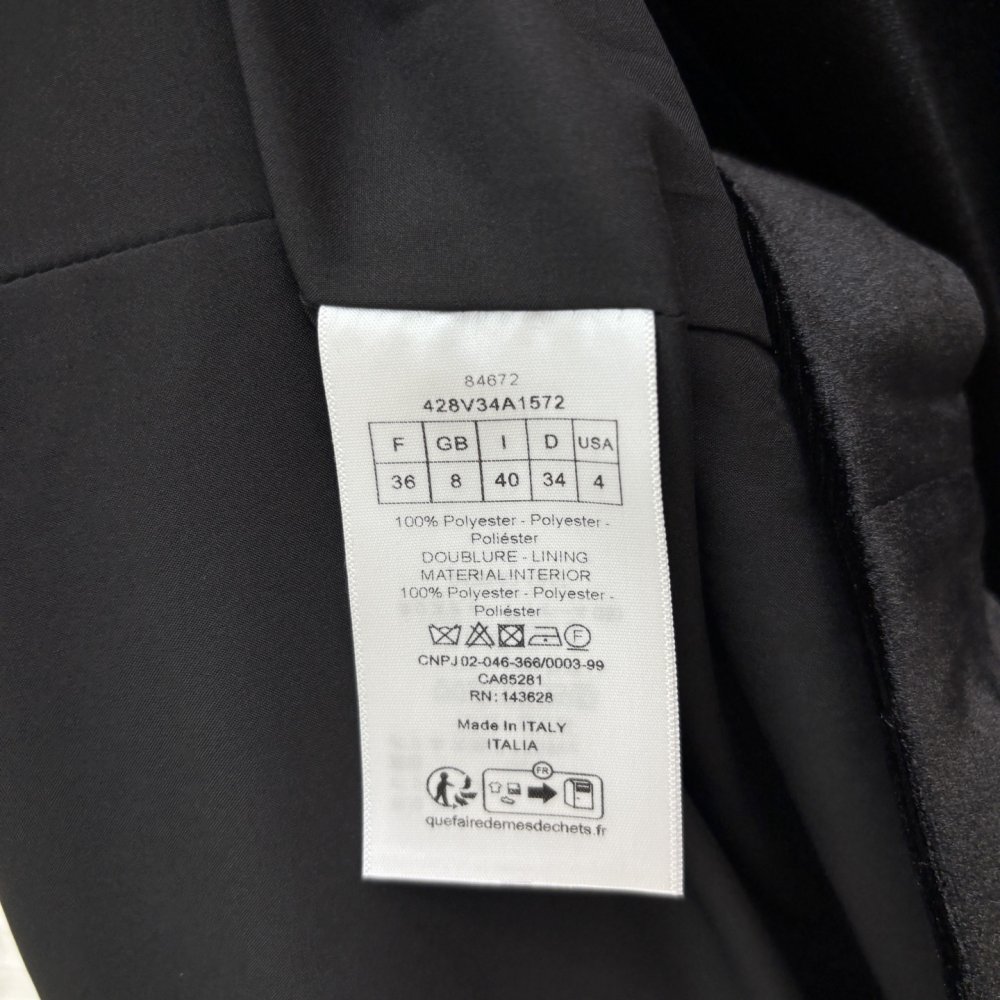 84672
428V34A1572
F GB I D USA
36 8 40 34 4
100% Polyester - Polyester -
Poliéster
DOUBLURE - LINING
MATERIAL INTERIOR
100% Polyester - Polyester -
Poliéster
F
CNPJ 02-046-366/0003-99
CA65281
RN: 143628
Made In ITALY
ITALIA
FR
quefairedemesdechets.fr